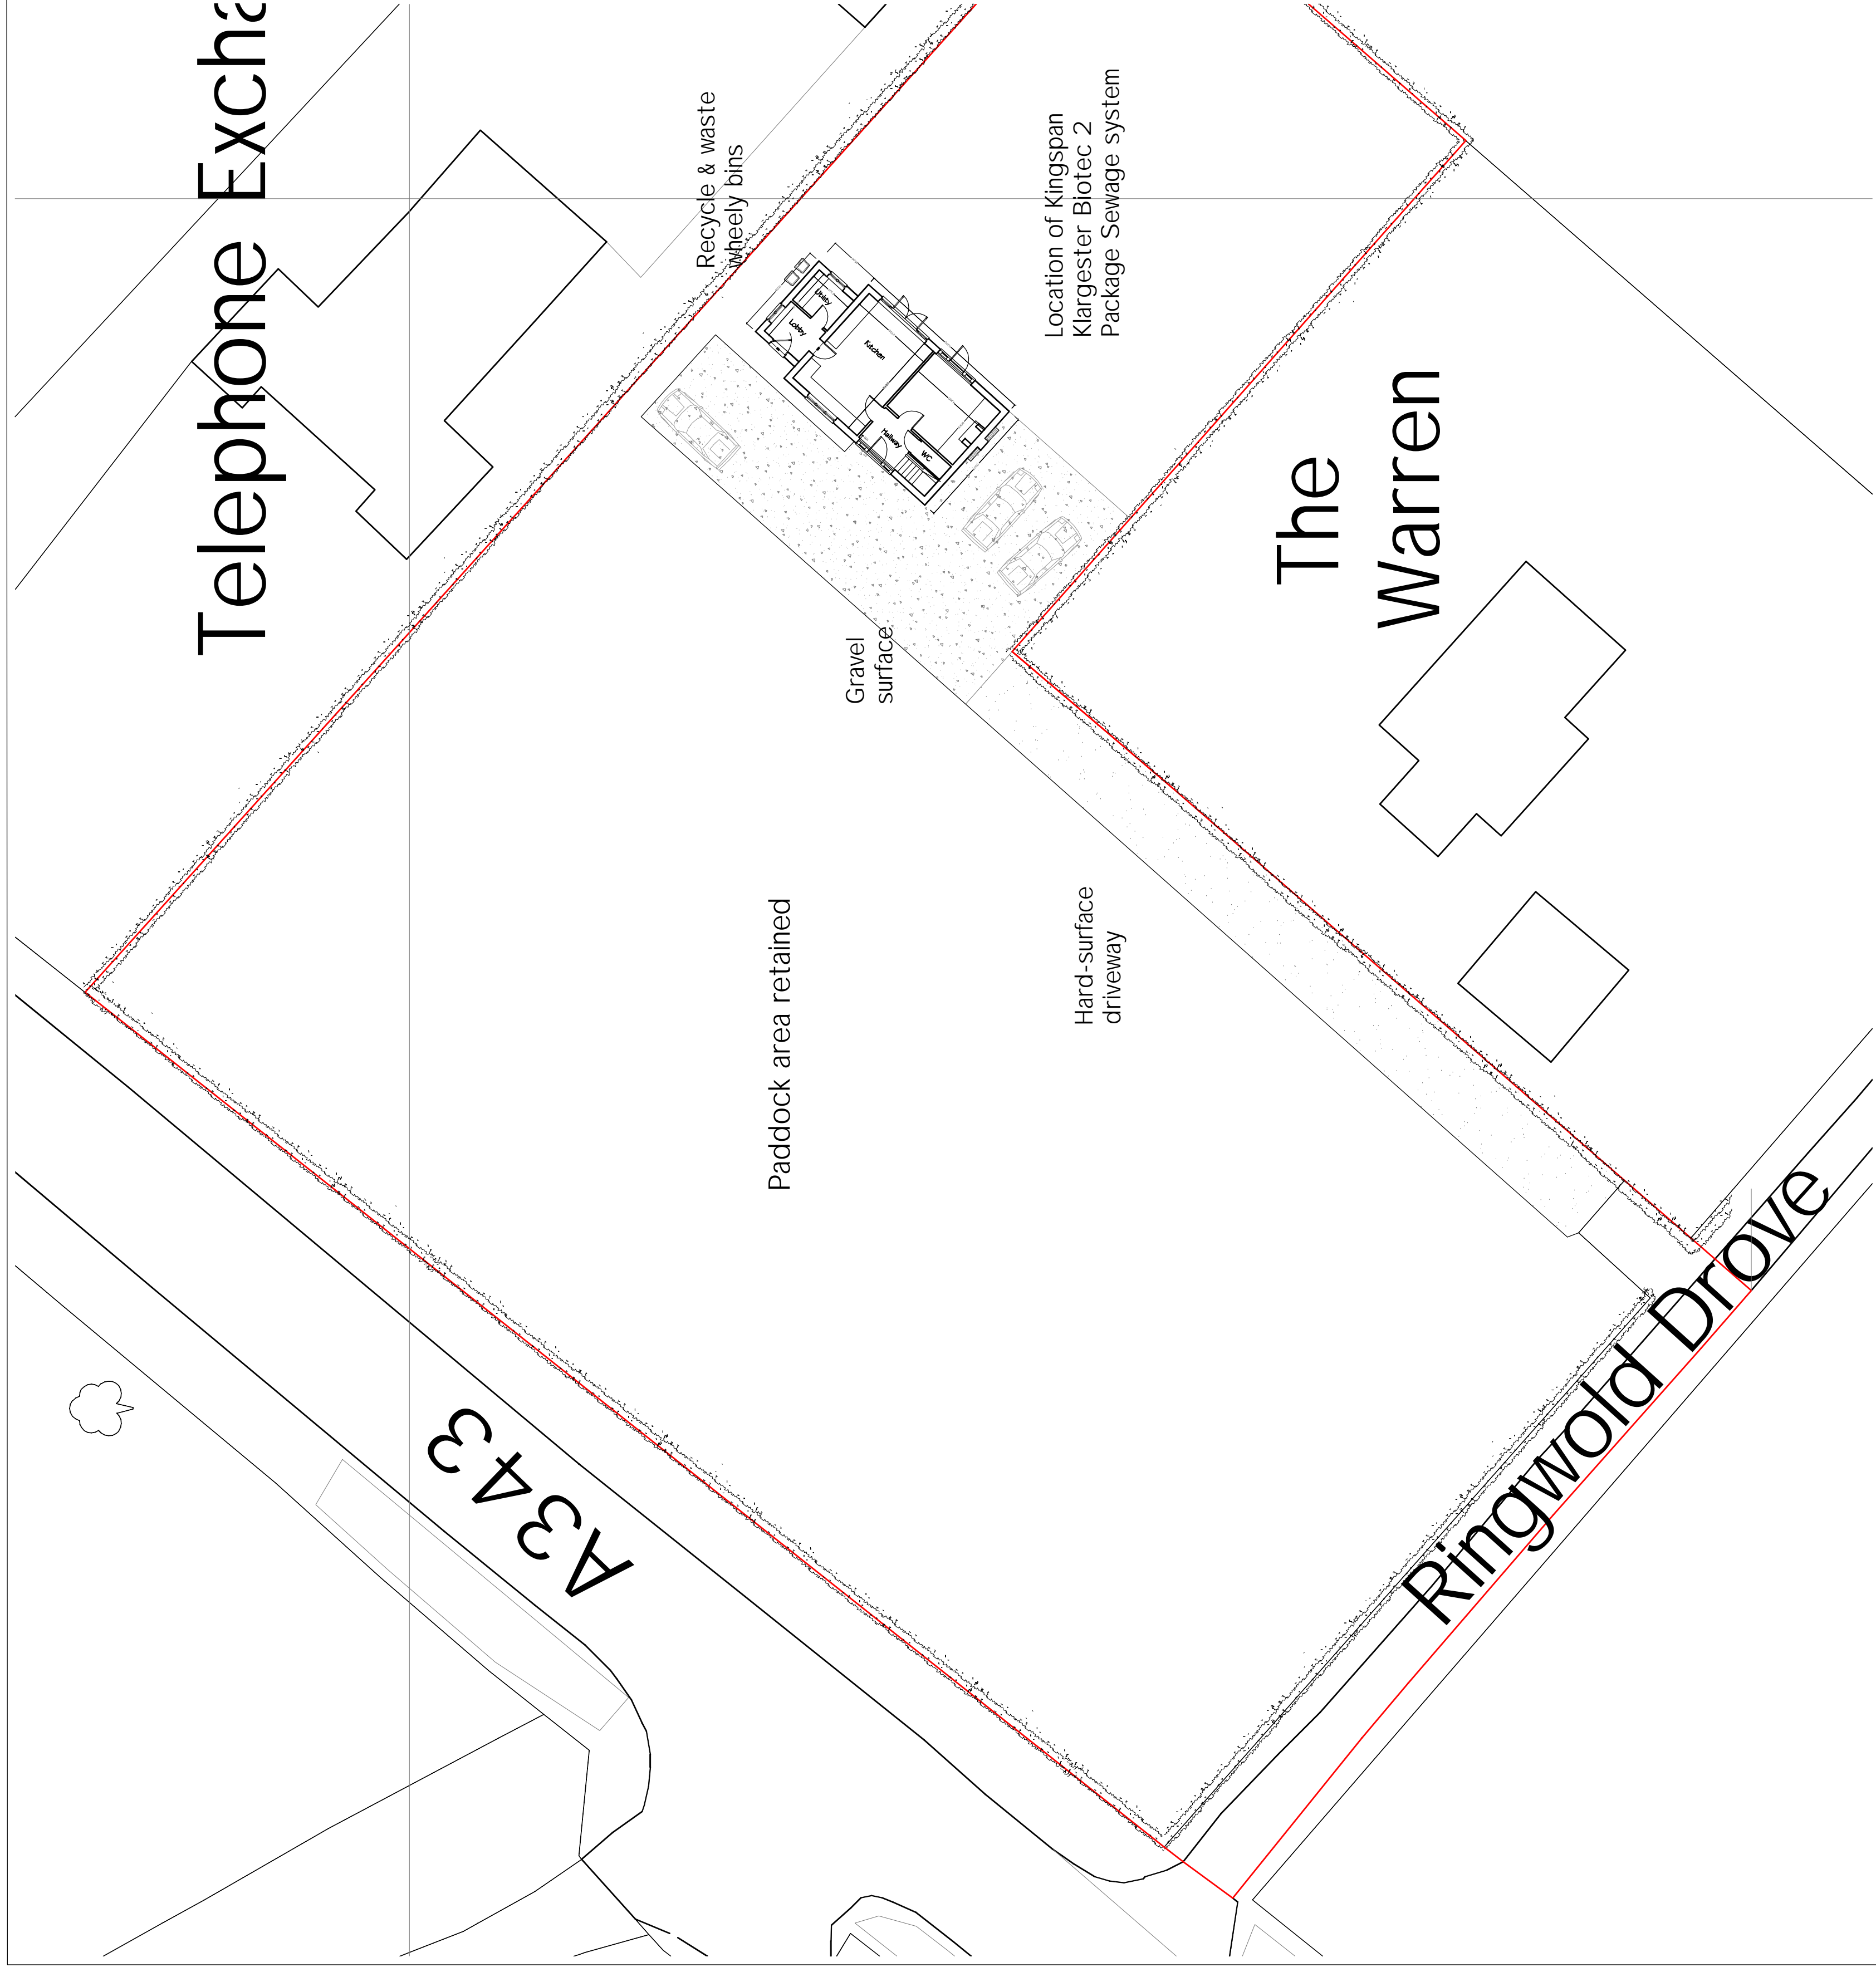 Telephone Excha
Recycle & waste
wheely bins
Location of Kingspan
Klargester Biotec 2
Package Sewage system
Utility
Lobby
Kitchen
Hallway
WC
The
Warren
Gravel
surface
Paddock area retained
Hard-surface
driveway
A343
Ringwold Drove